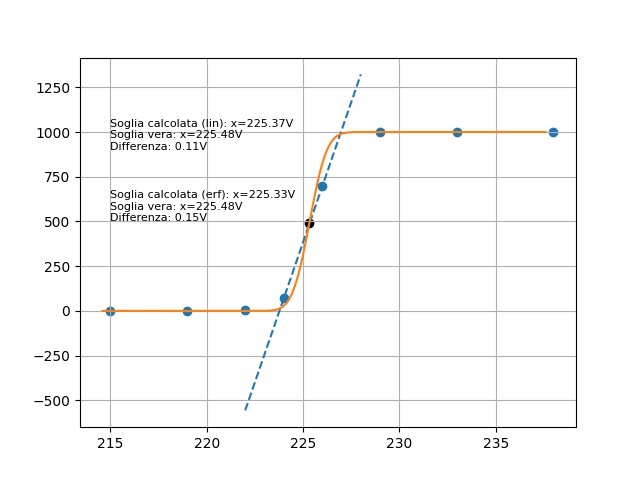 1250
1000
750
500
250
0
−250
−500
Soglia calcolata (lin): x=225.37V
Soglia vera: x=225.48V
Differenza: 0.11V
Soglia calcolata (erf): x=225.33V
Soglia vera: x=225.48V
Differenza: 0.15V
215 220 225 230 235